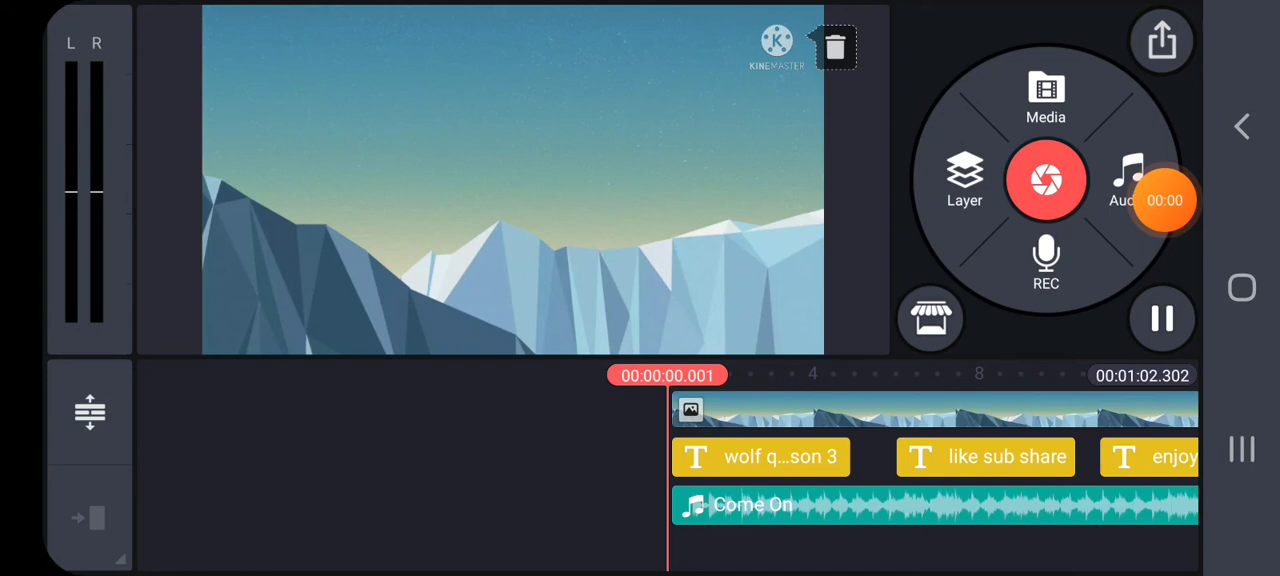 L R
K
KINEMASTER
Media
Layer
Aud
00:00
REC
00:00:00.001
4
8
00:01:02.302
T wolf q...son 3
T like sub share
T enjoy
Come On